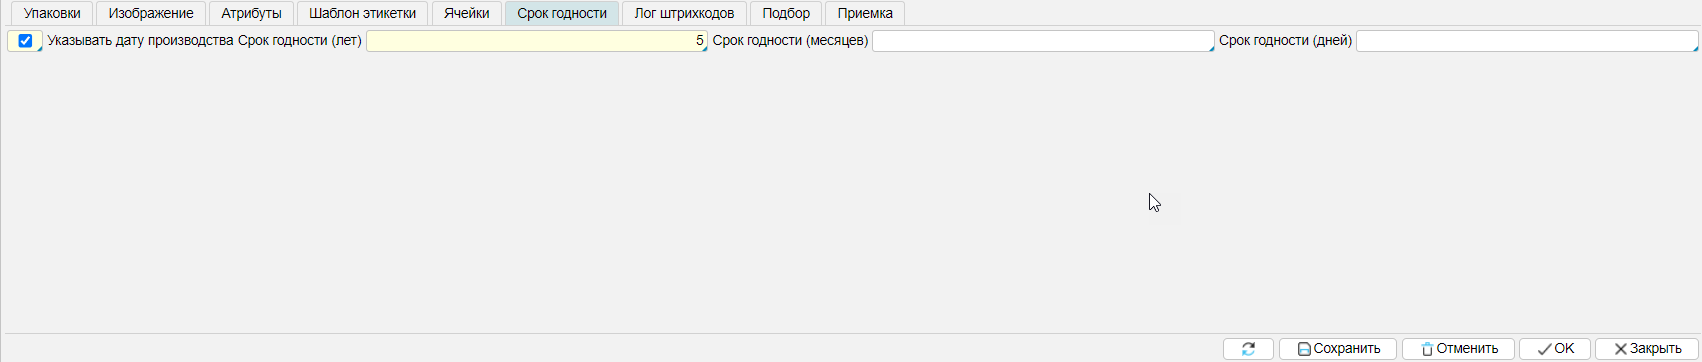 Упаковки Изображение Атрибуты Шаблон этикетки Ячейки Срок годности Лог штрихкодов Подбор Приемка
Указывать дату производства Срок годности (лет) 5 Срок годности (месяцев) Срок годности (дней)
Сохранить Отменить OK Закрыть